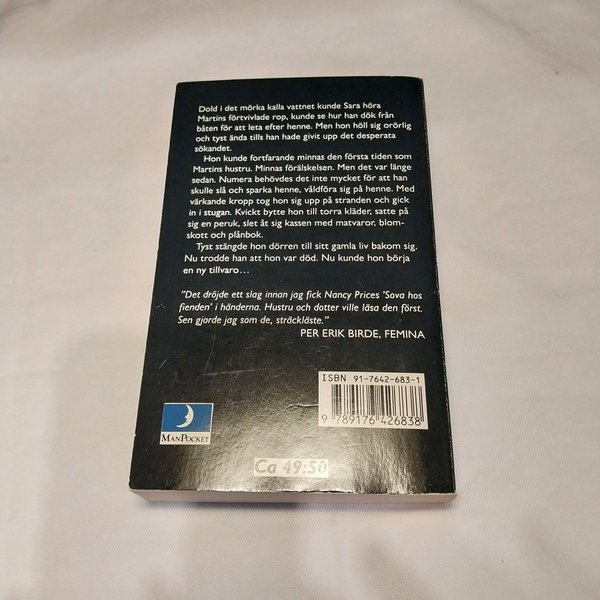 Dold i det mörka kalla vattnet kunde Sara höra
Martins förtvivlade rop, kunde se hur han dök från
båten för att leta efter henne. Men hon höll sig orörlig
och tyst ända tills han hade givit upp det desperata
sökandet.
Hon kunde fortfarande minnas den första tiden som
Martins hustru. Minnas förälskelsen. Men det var länge
sedan. Numera behövdes det inte mycket för att han
skulle slå och sparka henne, våldföra sig på henne. Med
värkande kropp tog hon sig upp på stranden och gick
in i stugan. Kvickt bytte hon till torra kläder, satte på
sig en peruk, slet åt sig kassen med matvaror, blom-
skott och plånbok.
Tyst stängde hon dörren till sitt gamla liv bakom sig.
Nu trodde han att hon var död. Nu kunde hon börja
en ny tillvaro...
"Det dröjde ett slag innan jag fick Nancy Prices 'Sova hos
fienden' i händerna. Hustru och dotter ville läsa den först.
Sen gjorde jag som de, sträckläste."
PER ERIK BIRDE, FEMINA
ISBN 91-7642-683-1
9 789176 426838
MANPOCKET
Ca 49:50